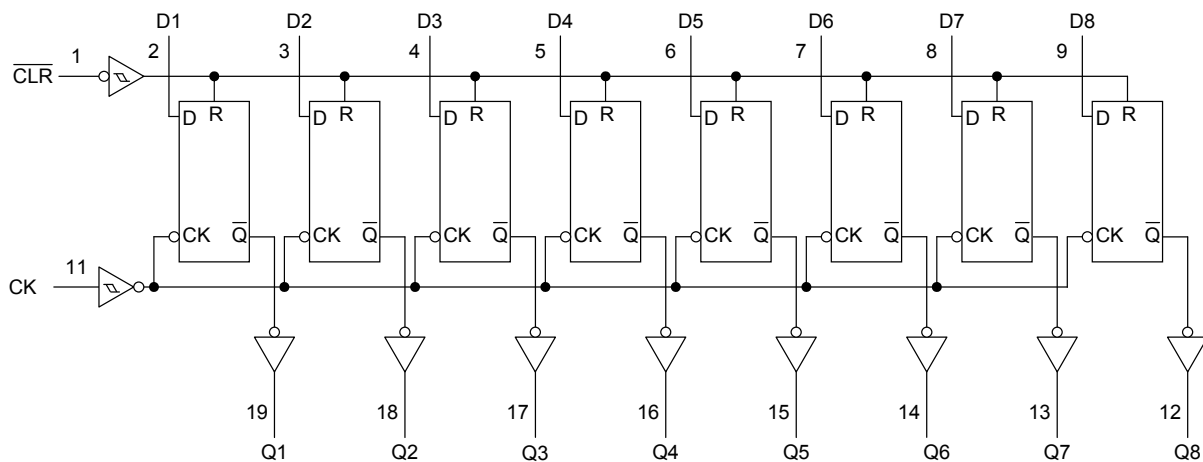 D1 D2 D3 D4 D5 D6 D7 D8
1 2 3 4 5 6 7 8 9
C̅L̅R̅
D R D R D R D R D R D R D R D R
CK Q̅ CK Q̅ CK Q̅ CK Q̅ CK Q̅ CK Q̅ CK Q̅ CK Q̅
11
CK
19 18 17 16 15 14 13 12
Q1 Q2 Q3 Q4 Q5 Q6 Q7 Q8